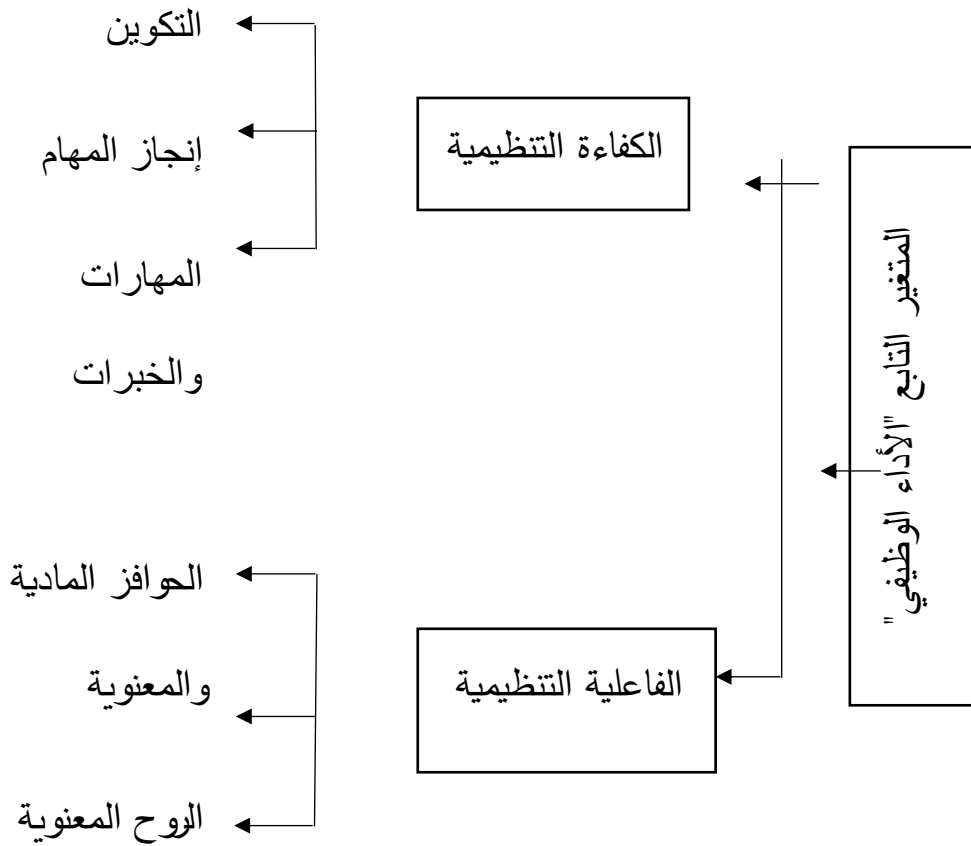 المتغير التابع "الأداء الوظيفي"
الكفاءة التنظيمية
التكوين
إنجاز المهام
المهارات
والخبرات
الفاعلية التنظيمية
الحوافز المادية
والمعنوية
الروح المعنوية